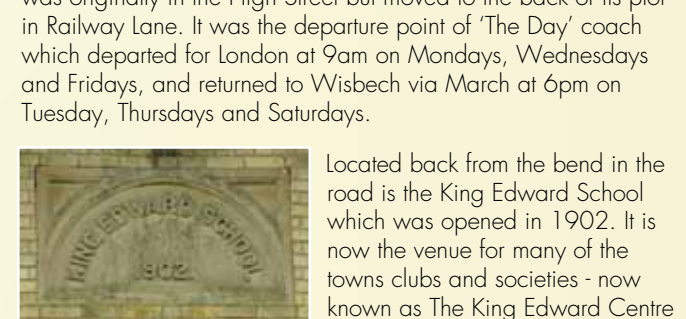 was originally in the High Street but moved to the back of its plot
in Railway Lane. It was the departure point of ‘The Day’ coach
which departed for London at 9am on Mondays, Wednesdays
and Fridays, and returned to Wisbech via March at 6pm on
Tuesday, Thursdays and Saturdays.
KING EDWARD SCHOOL
1902
Located back from the bend in the
road is the King Edward School
which was opened in 1902. It is
now the venue for many of the
towns clubs and societies - now
known as The King Edward Centre